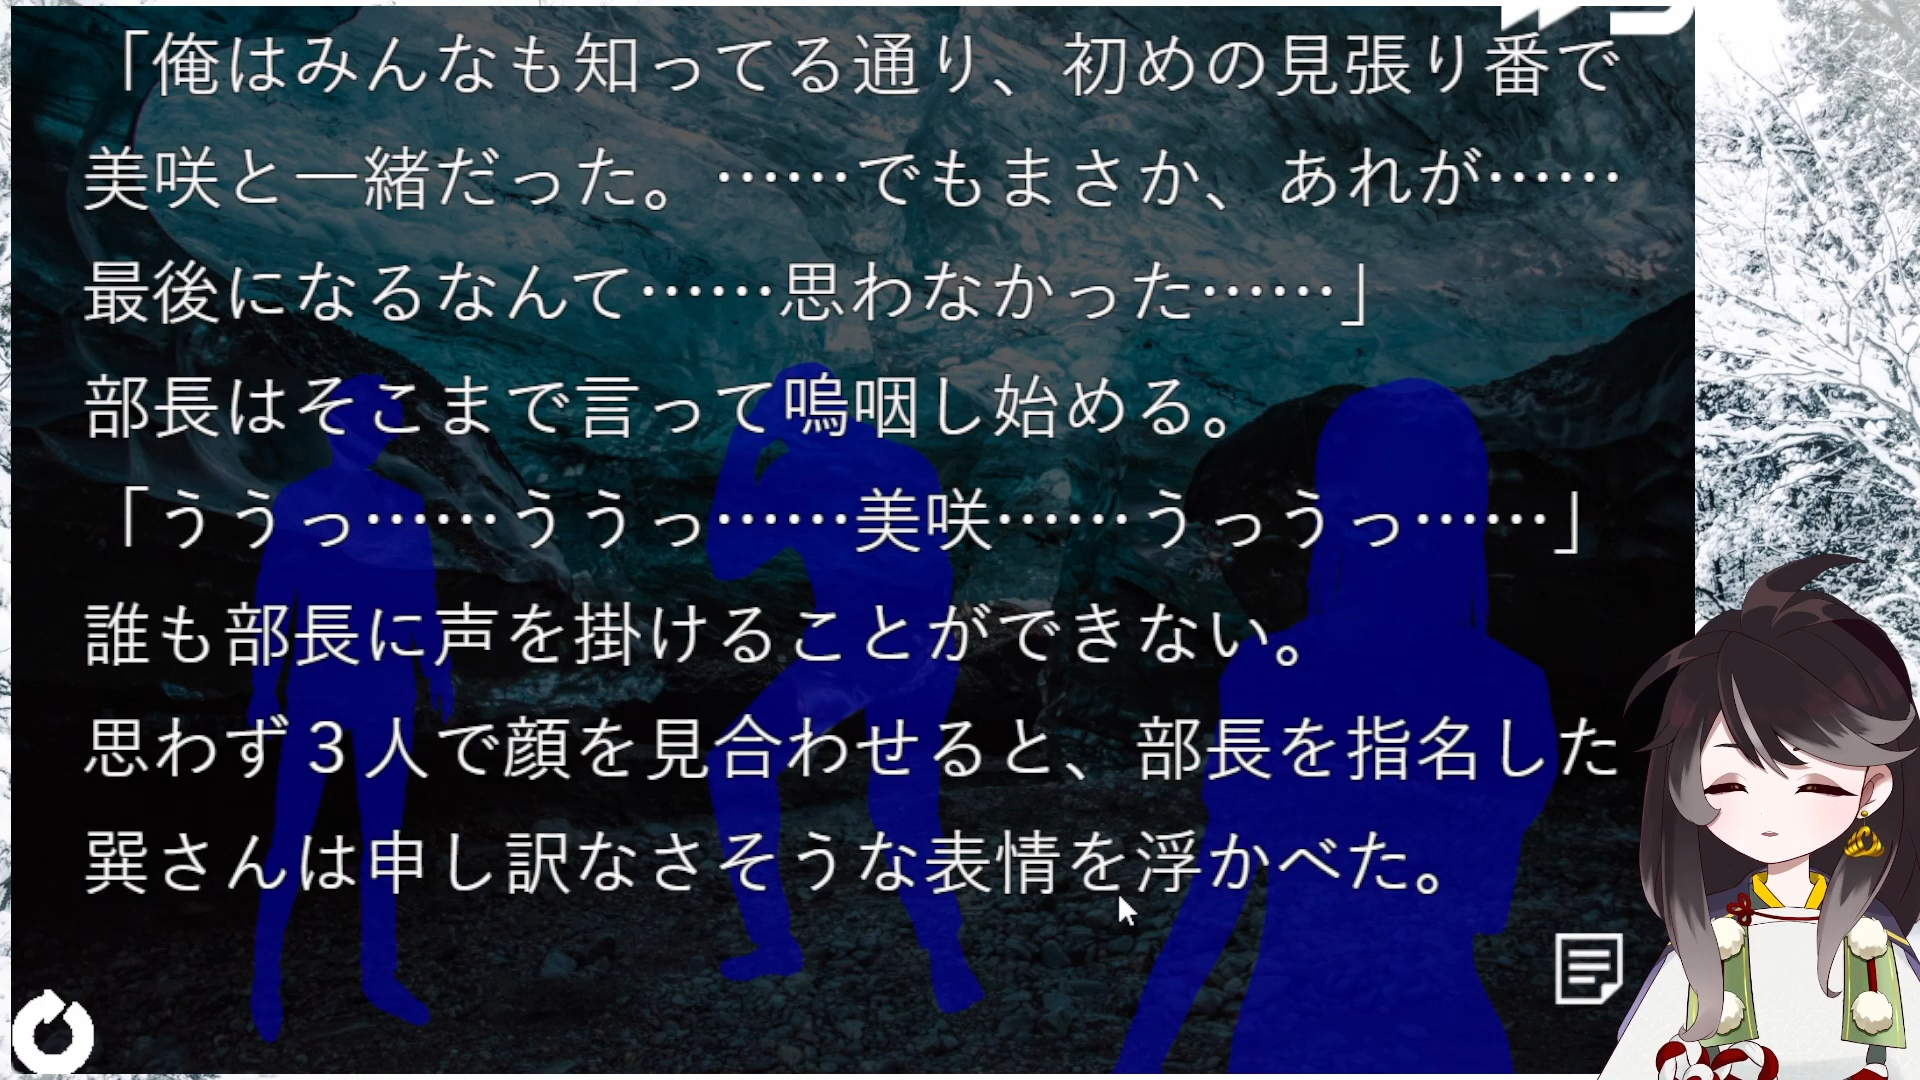 「俺はみんなも知ってる通り、初めの見張り番で
美咲と一緒だった。……でもまさか、あれが……
最後になるなんて……思わなかった……」
部長はそこまで言って嗚咽し始める。
「ううっ……ううっ……美咲……うっうっ……」
誰も部長に声を掛けることができない。
思わず３人で顔を見合わせると、部長を指名した
巽さんは申し訳なさそうな表情を浮かべた。